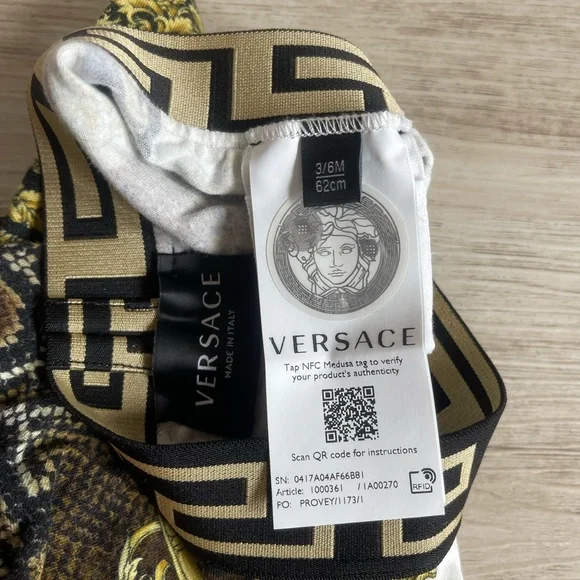 3/6M
62cm
VERSACE
Tap NFC Medusa tag to verify
your product's authenticity
Scan QR code for instructions
SN: 0417A04AF66B81
Article: 1000361 /1A00270
PO: PROVEY/1173/1
RFID
VERSACE
MADE IN ITALY